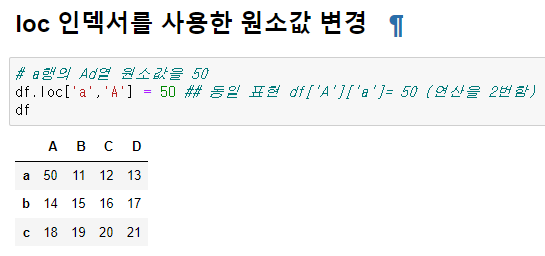 loc 인덱서를 사용한 원소값 변경 ¶
# a행의 Ad열 원소값을 50
df.loc['a','A'] = 50 ## 동일 표현 df['A']['a']= 50 (연산을 2번함)
df
A B C D
a 50 11 12 13
b 14 15 16 17
c 18 19 20 21